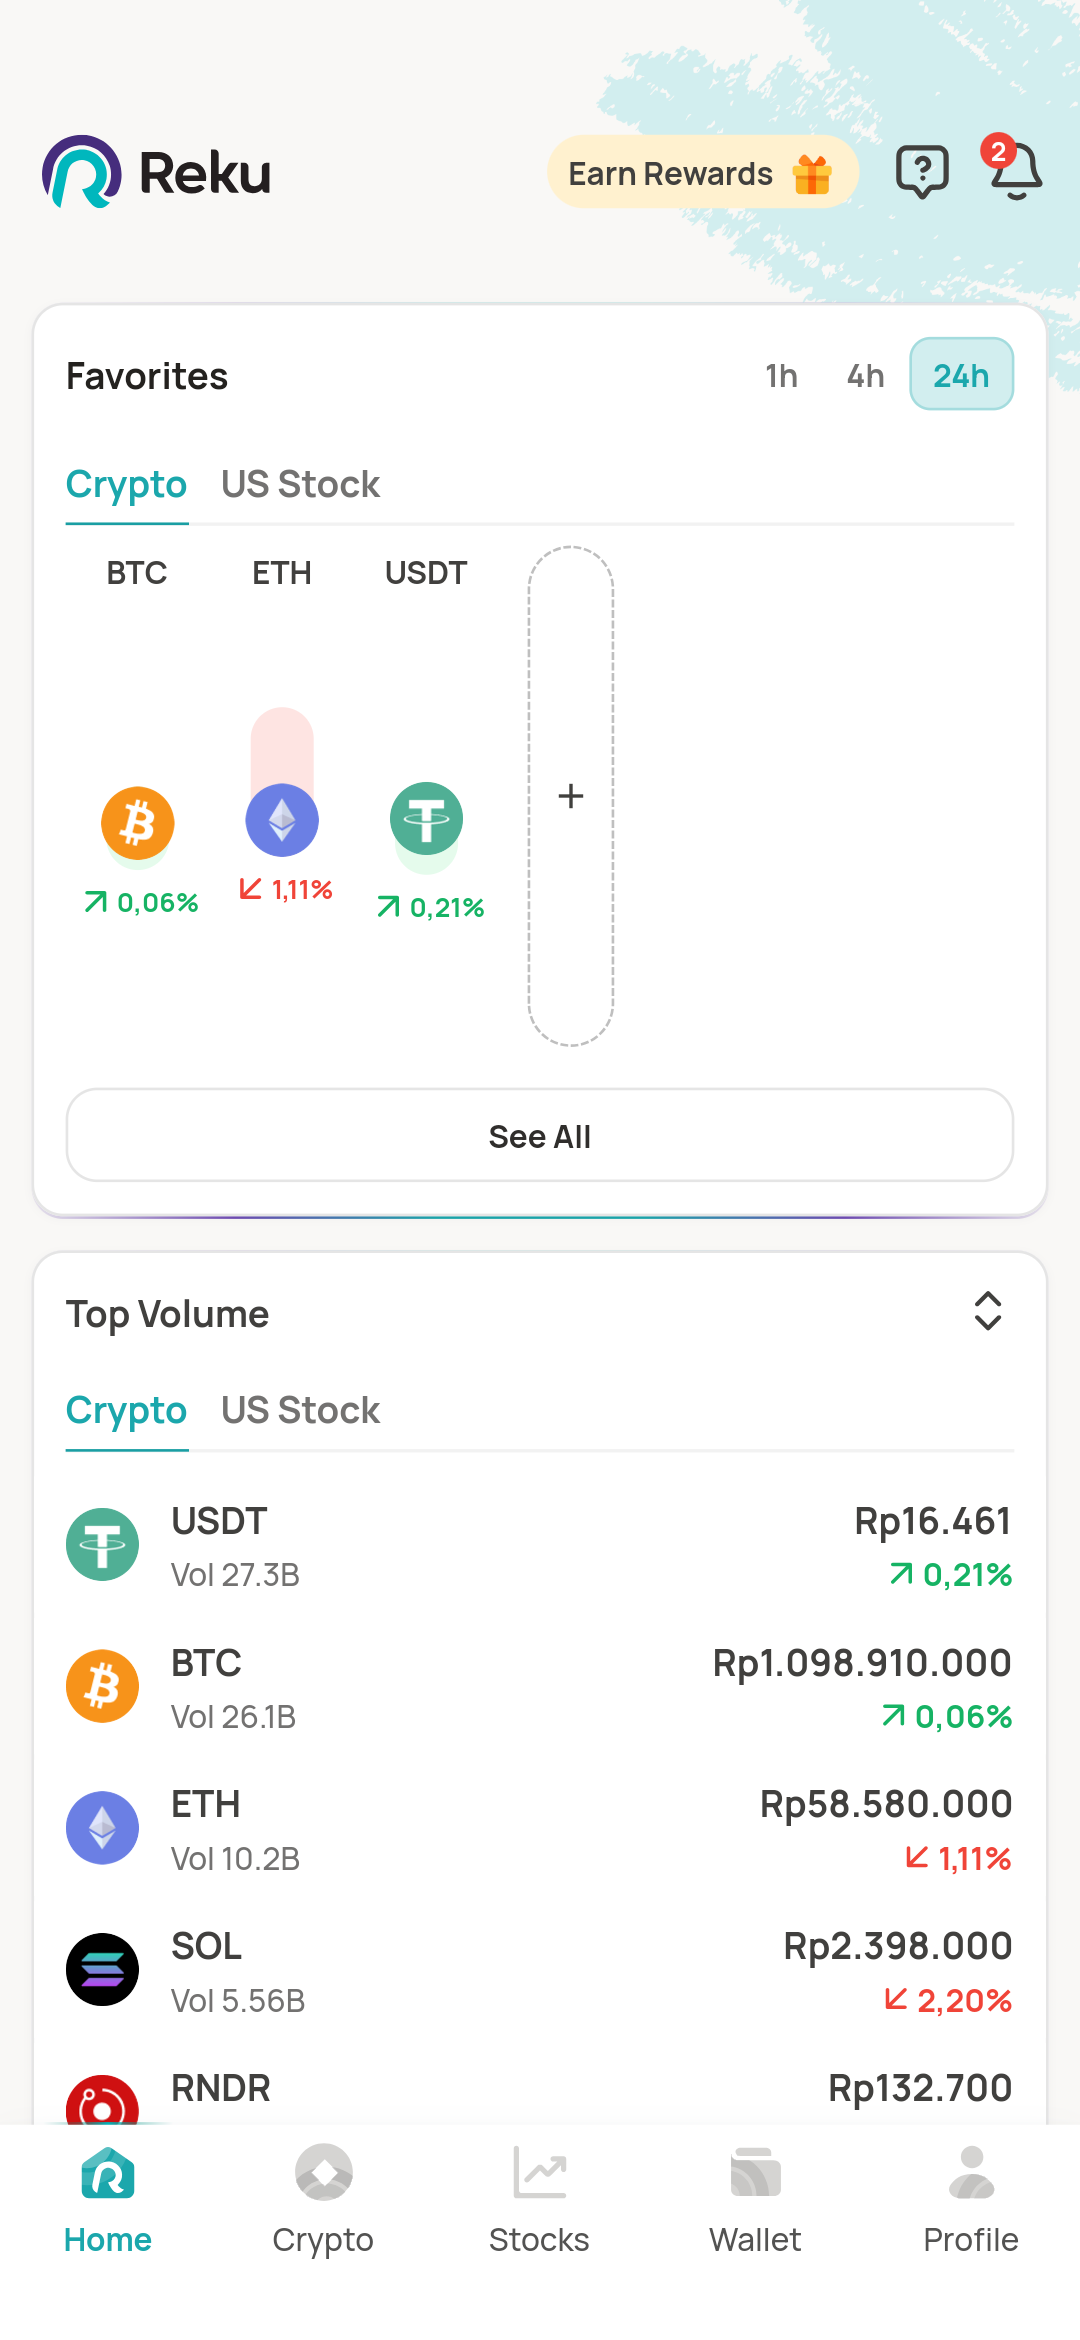 Reku
Earn Rewards
2
Favorites
1h 4h 24h
Crypto US Stock
BTC ETH USDT
0,06% 1,11% 0,21%
See All
Top Volume
Crypto US Stock
USDT Rp16.461
Vol 27.3B 0,21%
BTC Rp1.098.910.000
Vol 26.1B 0,06%
ETH Rp58.580.000
Vol 10.2B 1,11%
SOL Rp2.398.000
Vol 5.56B 2,20%
RNDR Rp132.700
Home Crypto Stocks Wallet Profile